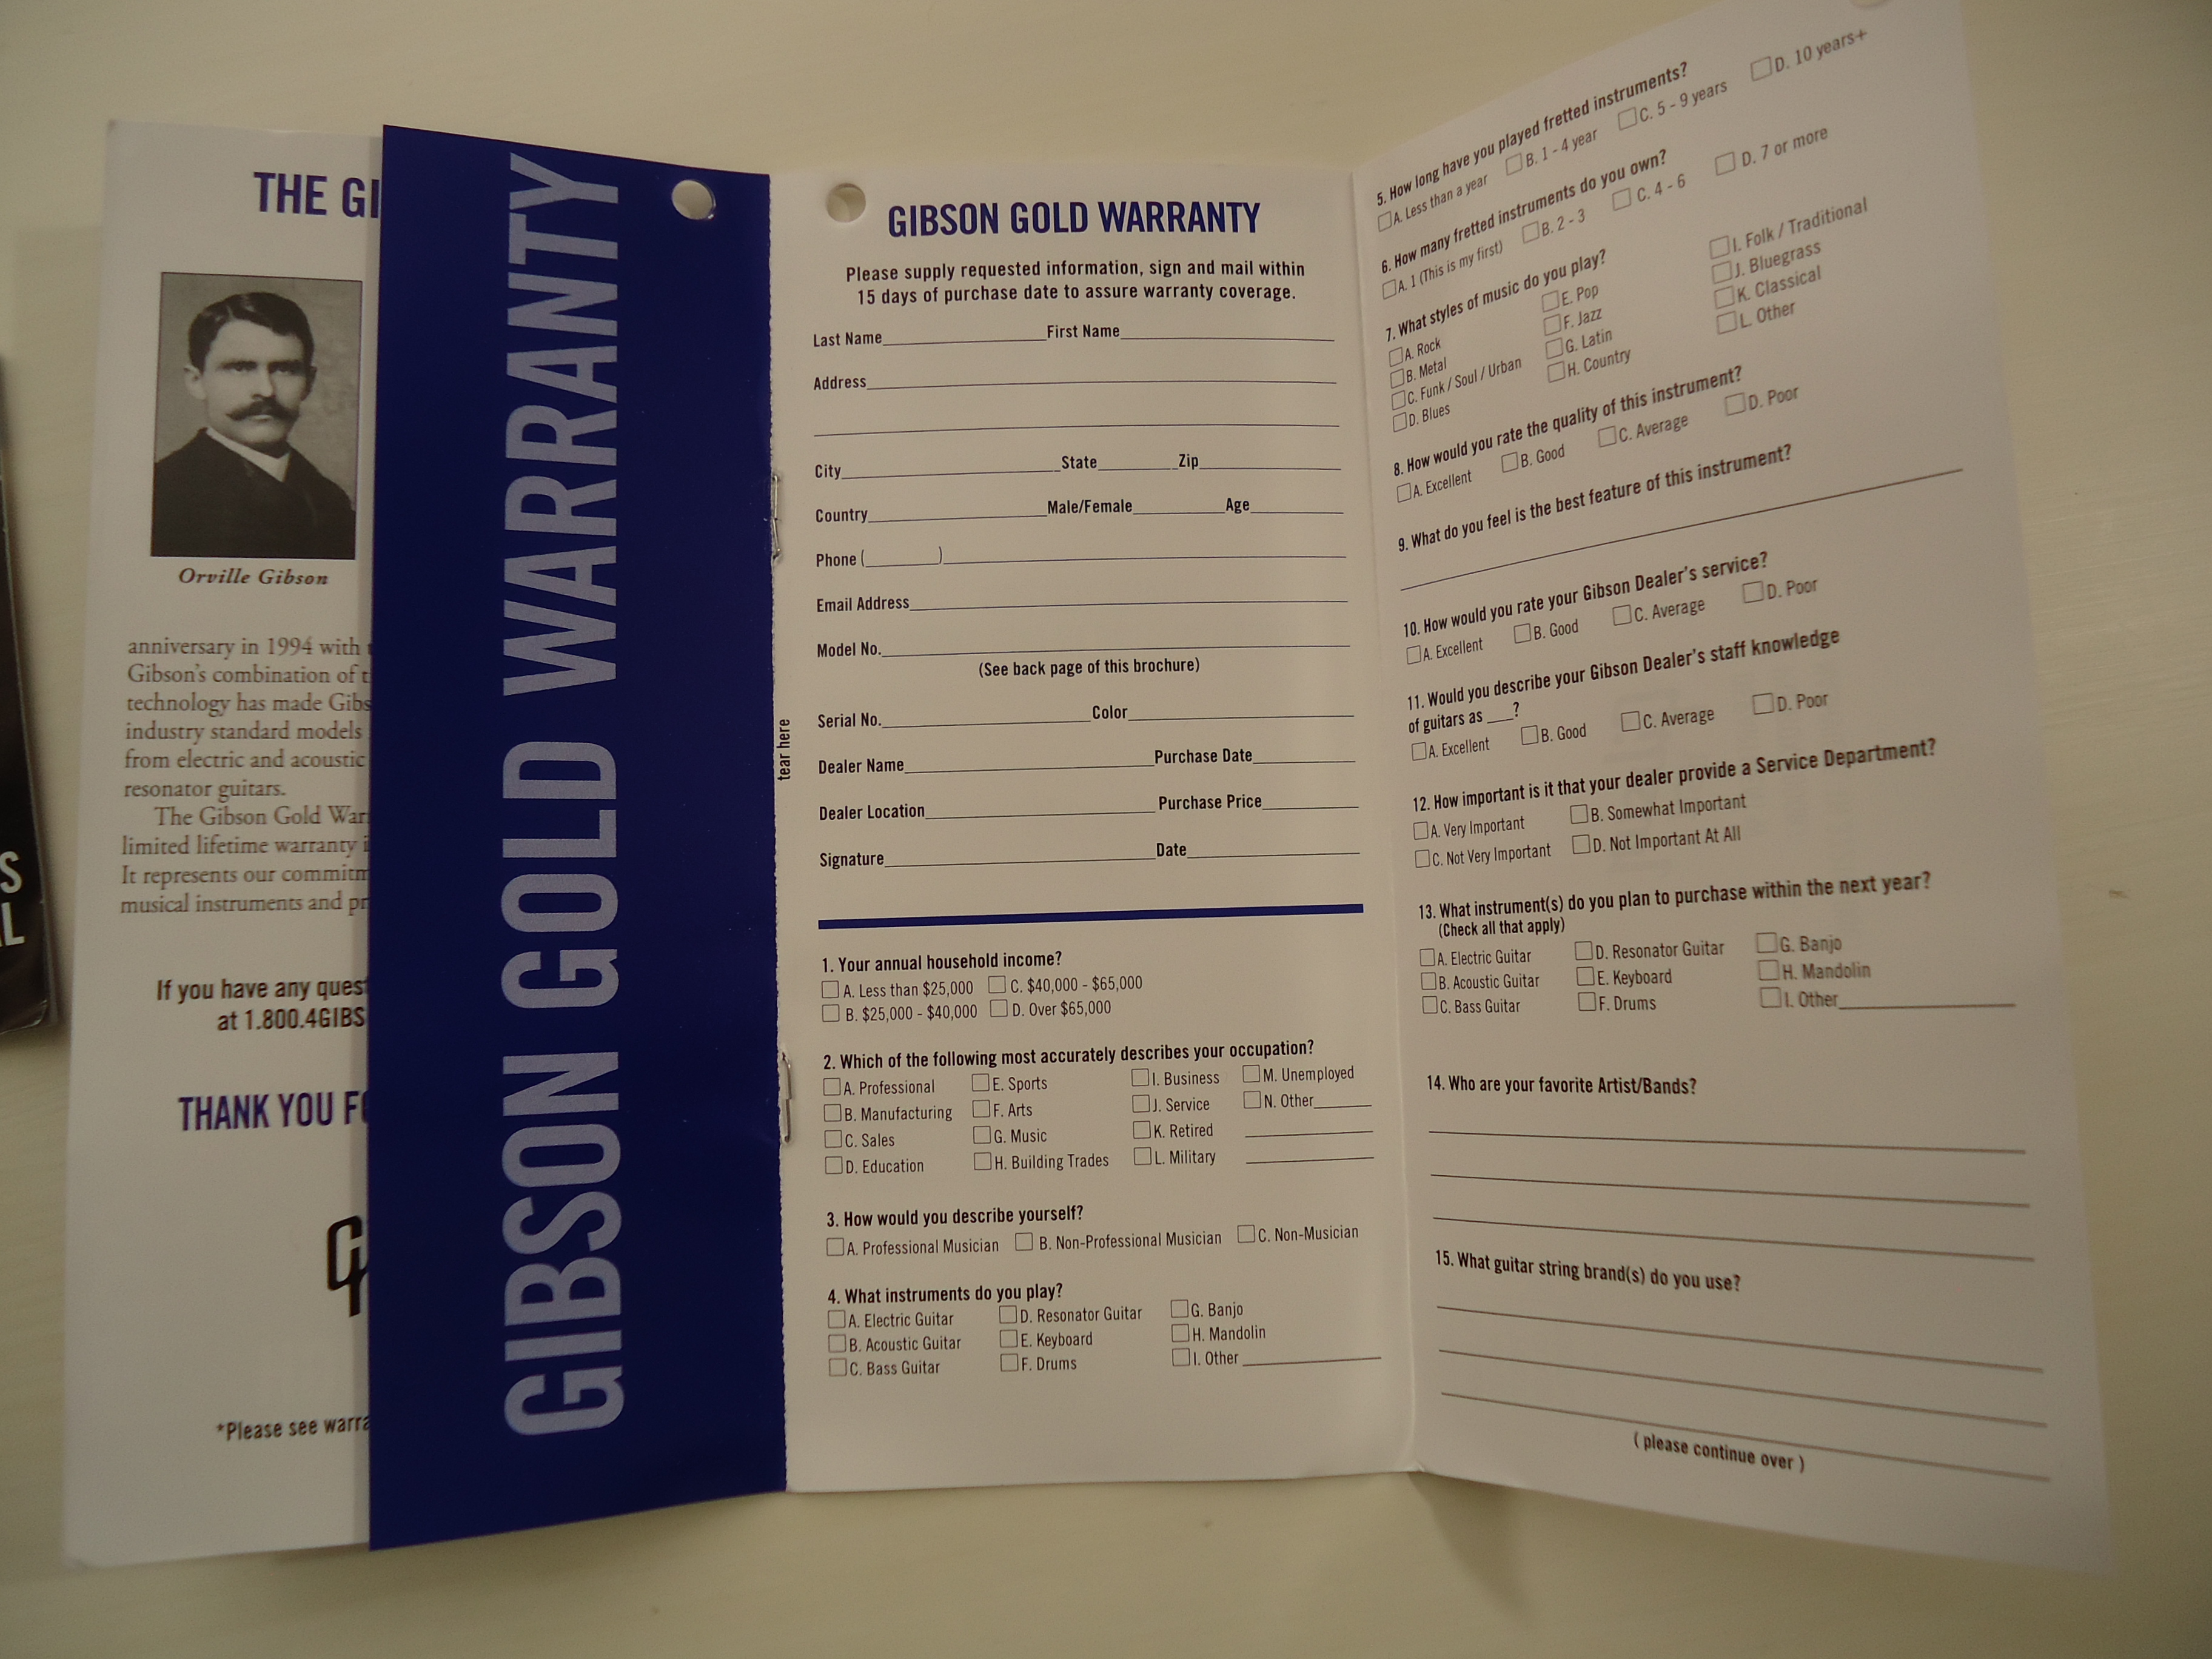 S
L
THE GI
Orville Gibson
anniversary in 1994 with
Gibson's combination of t
technology has made Gibs
industry standard models
from electric and acoustic
resonator guitars.
The Gibson Gold War
limited lifetime warranty i
It represents our commitm
musical instruments and pr
If you have any quest
at 1.800.4GIBS
THANK YOU FO
*Please see warra
GIBSON GOLD WARRANTY
tear here
GIBSON GOLD WARRANTY
Please supply requested information, sign and mail within
15 days of purchase date to assure warranty coverage.
Last Name First Name
Address
City State Zip
Country Male/Female Age
Phone ( )
Email Address
Model No.
(See back page of this brochure)
Serial No. Color
Dealer Name Purchase Date
Dealer Location Purchase Price
Signature Date
1. Your annual household income?
A. Less than $25,000 C. $40,000 - $65,000
B. $25,000 - $40,000 D. Over $65,000
2. Which of the following most accurately describes your occupation?
A. Professional E. Sports I. Business M. Unemployed
B. Manufacturing F. Arts J. Service N. Other
C. Sales G. Music K. Retired
D. Education H. Building Trades L. Military
3. How would you describe yourself?
A. Professional Musician B. Non-Professional Musician C. Non-Musician
4. What instruments do you play?
A. Electric Guitar D. Resonator Guitar G. Banjo
B. Acoustic Guitar E. Keyboard H. Mandolin
C. Bass Guitar F. Drums I. Other
5. How long have you played fretted instruments?
A. Less than a year B. 1 - 4 year C. 5 - 9 years D. 10 years+
6. How many fretted instruments do you own?
A. 1 (This is my first) B. 2 - 3 C. 4 - 6 D. 7 or more
7. What styles of music do you play?
A. Rock E. Pop I. Folk / Traditional
B. Metal F. Jazz J. Bluegrass
C. Funk / Soul / Urban G. Latin K. Classical
D. Blues H. Country L. Other
8. How would you rate the quality of this instrument?
A. Excellent B. Good C. Average D. Poor
9. What do you feel is the best feature of this instrument?
10. How would you rate your Gibson Dealer's service?
A. Excellent B. Good C. Average D. Poor
11. Would you describe your Gibson Dealer's staff knowledge
of guitars as ___?
A. Excellent B. Good C. Average D. Poor
12. How important is it that your dealer provide a Service Department?
A. Very Important B. Somewhat Important
C. Not Very Important D. Not Important At All
13. What instrument(s) do you plan to purchase within the next year?
(Check all that apply)
A. Electric Guitar D. Resonator Guitar G. Banjo
B. Acoustic Guitar E. Keyboard H. Mandolin
C. Bass Guitar F. Drums I. Other
14. Who are your favorite Artist/Bands?
15. What guitar string brand(s) do you use?
( please continue over )